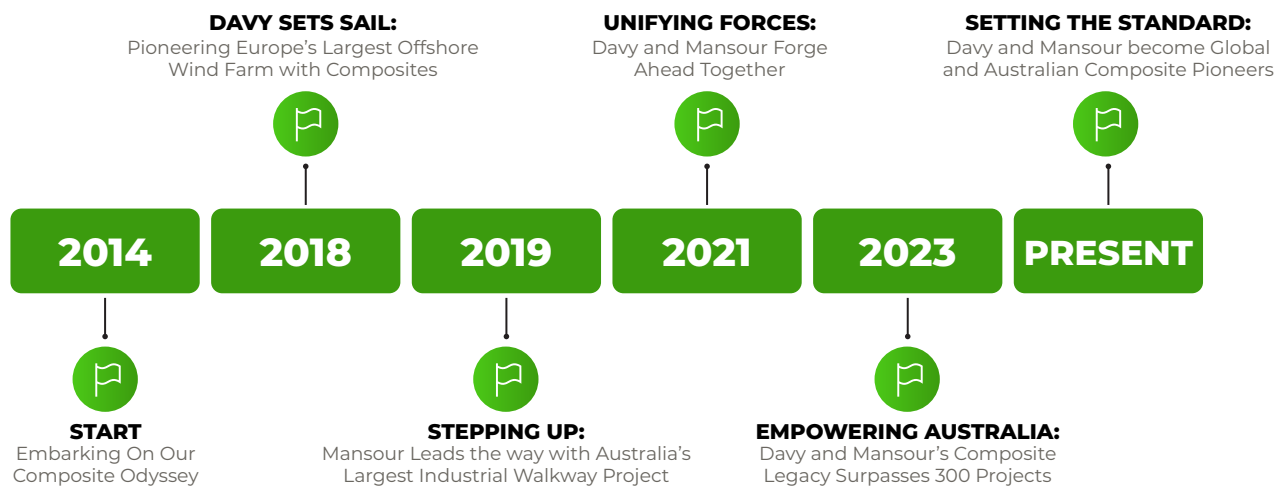 DAVY SETS SAIL:
Pioneering Europe's Largest Offshore
Wind Farm with Composites
UNIFYING FORCES:
Davy and Mansour Forge
Ahead Together
SETTING THE STANDARD:
Davy and Mansour become Global
and Australian Composite Pioneers
2014
2018
2019
2021
2023
PRESENT
START
Embarking On Our
Composite Odyssey
STEPPING UP:
Mansour Leads the way with Australia's
Largest Industrial Walkway Project
EMPOWERING AUSTRALIA:
Davy and Mansour's Composite
Legacy Surpasses 300 Projects